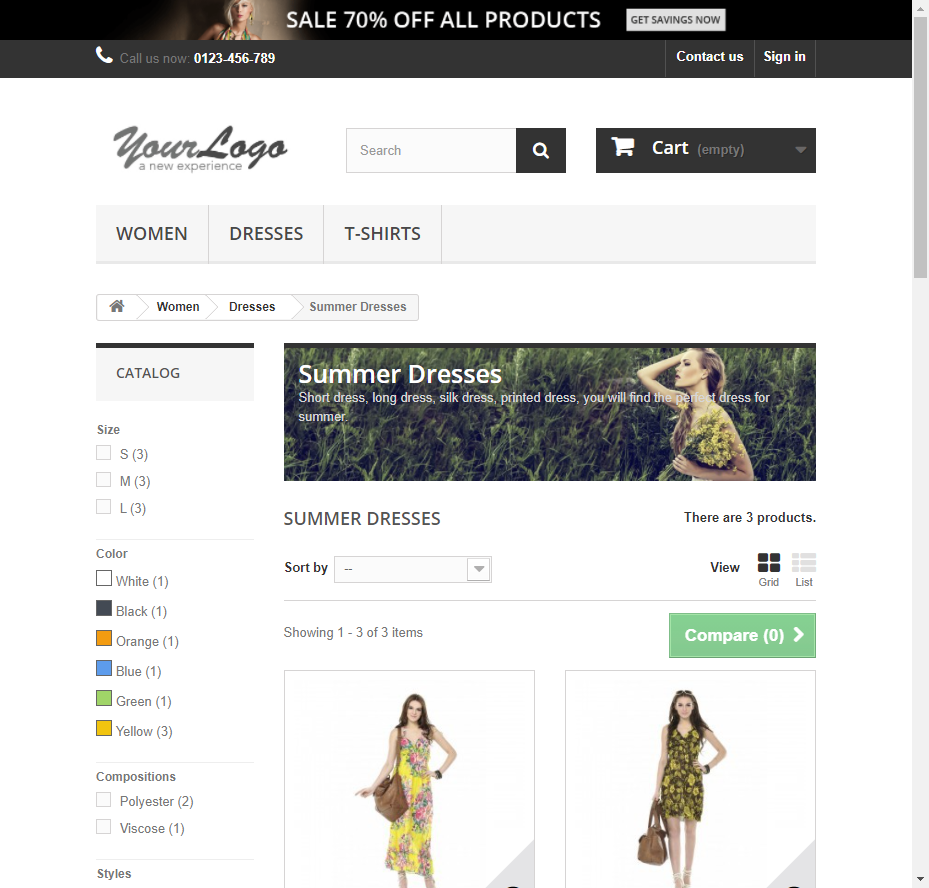 SALE 70% OFF ALL PRODUCTS
GET SAVINGS NOW
Call us now: 0123-456-789
Contact us
Sign in
YourLogo
a new experience
Search
Cart (empty)
WOMEN
DRESSES
T-SHIRTS
Women
Dresses
Summer Dresses
CATALOG
Size
S (3)
M (3)
L (3)
Color
White (1)
Black (1)
Orange (1)
Blue (1)
Green (1)
Yellow (3)
Compositions
Polyester (2)
Viscose (1)
Styles
Summer Dresses
Short dress, long dress, silk dress, printed dress, you will find the perfect dress for
summer.
SUMMER DRESSES
There are 3 products.
Sort by
--
View
Grid
List
Showing 1 - 3 of 3 items
Compare (0)